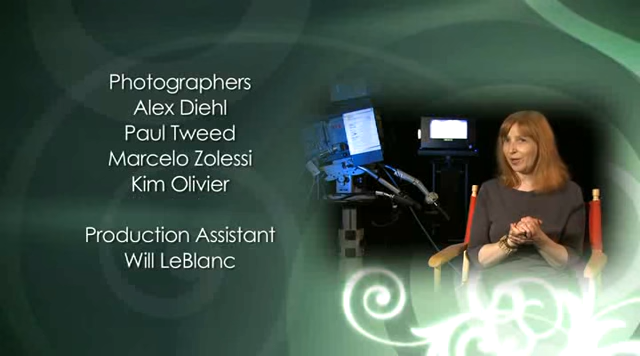 Photographers
Alex Diehl
Paul Tweed
Marcelo Zolessi
Kim Olivier
Production Assistant
Will LeBlanc